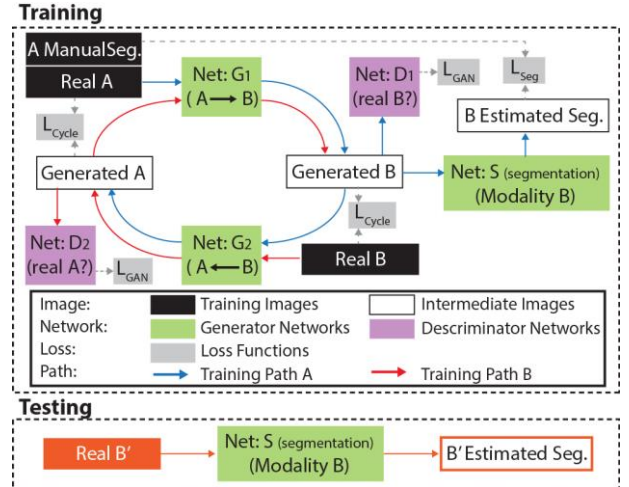 Training
A ManualSeg.
Real A
Net: G1
( A → B)
Net: D1
(real B?)
LGAN
LSeg
B Estimated Seg.
LCycle
Generated A
Generated B
Net: S (segmentation)
(Modality B)
Net: D2
(real A?)
LGAN
Net: G2
( A ← B)
LCycle
Real B
Image: Training Images Intermediate Images
Network: Generator Networks Descriminator Networks
Loss: Loss Functions
Path: Training Path A Training Path B
Testing
Real B'
Net: S (segmentation)
(Modality B)
B' Estimated Seg.